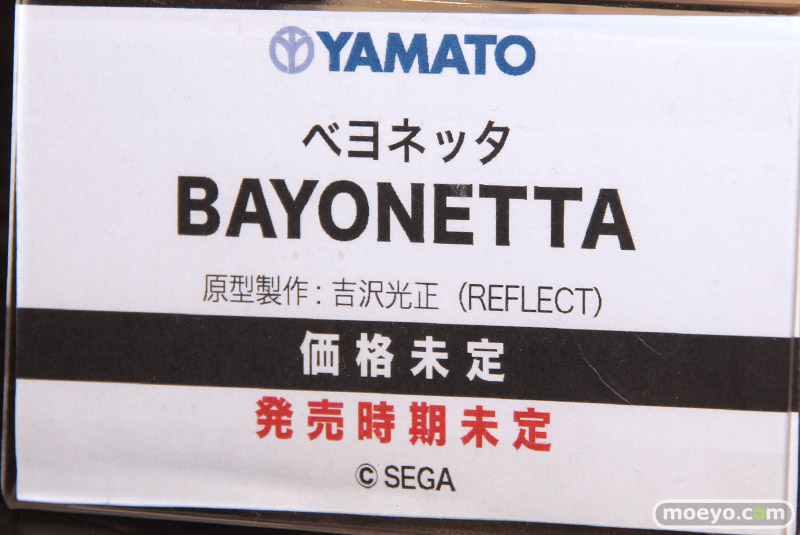 YAMATO
ベヨネッタ
BAYONETTA
原型製作：吉沢光正（REFLECT）
価格未定
発売時期未定
© SEGA
moeyo.com